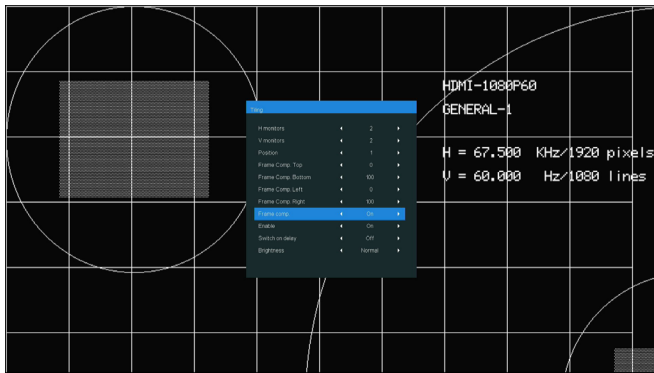 HDMI-1080P60
GENERAL-1
H = 67.500 KHz/1920 pixels
V = 60.000 Hz/1080 lines
Tiling
H monitors 2
V monitors 2
Position 1
Frame Comp. Top 0
Frame Comp. Bottom 100
Frame Comp. Left 0
Frame Comp. Right 100
Frame comp. On
Enable On
Switch on delay Off
Brightness Normal